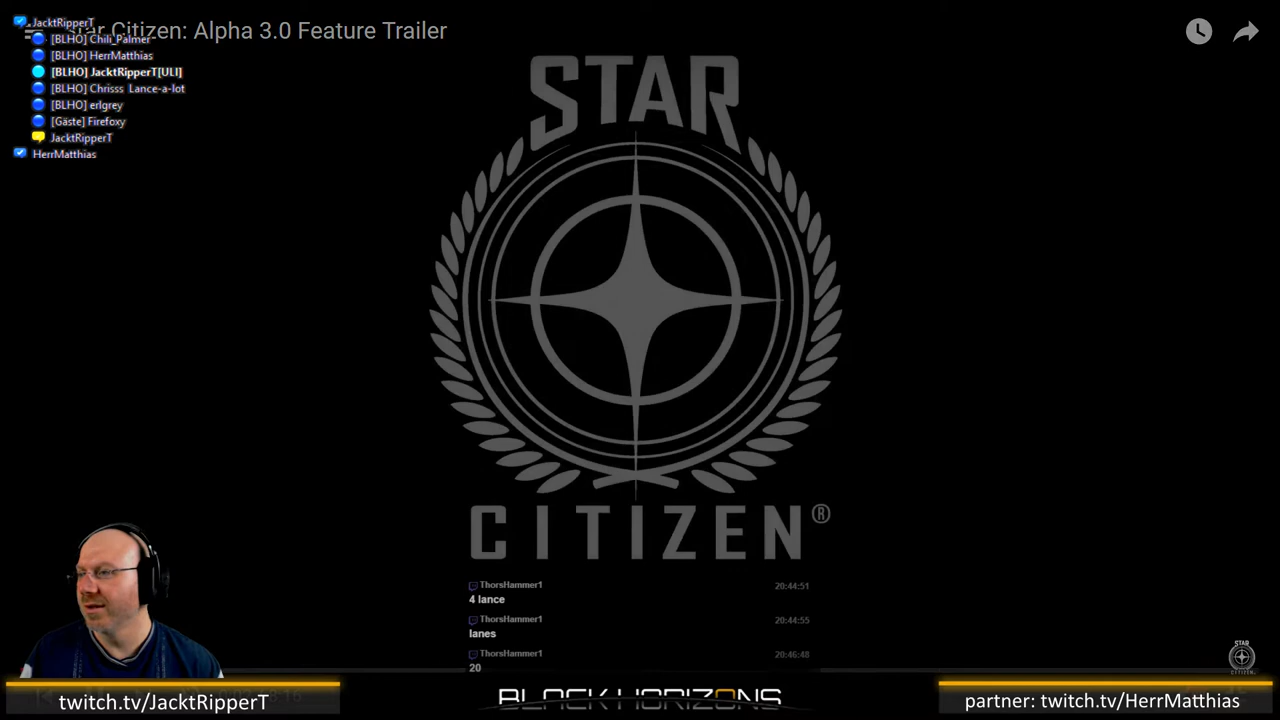 JacktRipperT
Star Citizen: Alpha 3.0 Feature Trailer
[BLHO] Chili_Palmer
[BLHO] HerrMatthias
[BLHO] JacktRipperT[ULI]
[BLHO] Chrisss Lance-a-lot
[BLHO] erlgrey
[Gäste] Firefoxy
JacktRipperT
HerrMatthias
STAR
CITIZEN®
ThorsHammer1 20:44:51
4 lance
ThorsHammer1 20:44:55
lanes
ThorsHammer1 20:46:48
20
STAR
CITIZEN
BLACK HORIZONS
twitch.tv/JacktRipperT
partner: twitch.tv/HerrMatthias